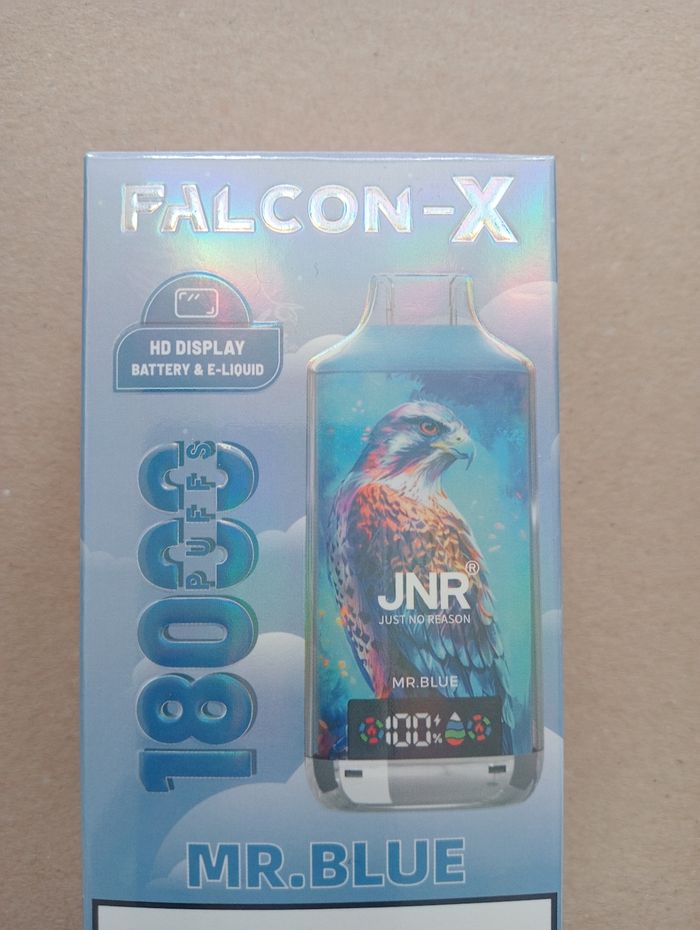 FALCON-X
HD DISPLAY
BATTERY & E-LIQUID
18000
PUFFS
JNR®
JUST NO REASON
MR.BLUE
100%
MR.BLUE